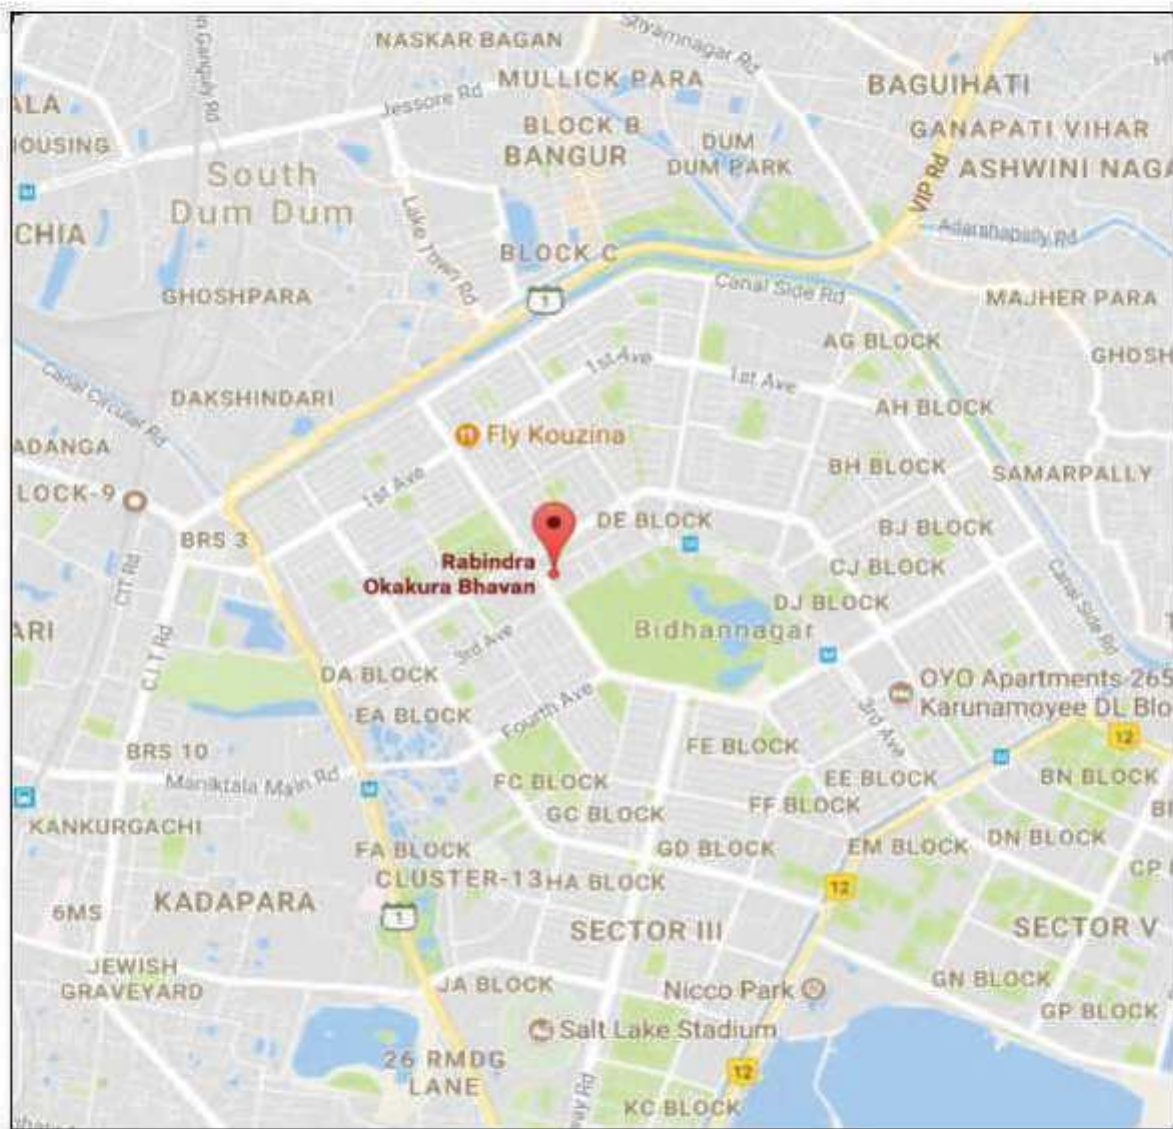 NASKAR BAGAN
Shyamnagar Rd
MULLICK PARA
BAGUIHATI
ALA
Jessore Rd
HOUSING
BLOCK B
BANGUR
DUM
DUM PARK
GANAPATI VIHAR
VIP Rd
ASHWINI NAGA
South
Dum Dum
Lake Town Rd
CHIA
Adarshapally Rd
BLOCK C
1
Canal Side Rd
GHOSHPARA
MAJHER PARA
AG BLOCK
GHOSH
1st Ave
1st Ave
Canal Circular Rd
DAKSHINDARI
AH BLOCK
Fly Kouzina
ADANGA
BH BLOCK
SAMARPALLY
1st Ave
LOCK-9
DE BLOCK
BJ BLOCK
BRS 3
Rabindra
Okakura Bhavan
CJ BLOCK
CIT Rd
DJ BLOCK
Canal Side Rd
ARI
Bidhannagar
3rd Ave
C.I.T Rd
DA BLOCK
OYO Apartments 265
Karunamoyee DL Blo
EA BLOCK
Fourth Ave
3rd Ave
12
BRS 10
FE BLOCK
Maniktala Main Rd
FC BLOCK
EE BLOCK
BN BLOCK
FF BLOCK
GC BLOCK
KANKURGACHI
DN BLOCK
FA BLOCK
GD BLOCK
EM BLOCK
CP
CLUSTER-13
HA BLOCK
12
KADAPARA
1
6MS
SECTOR III
SECTOR V
JEWISH
GRAVEYARD
JA BLOCK
Nicco Park
GN BLOCK
GP BLOCK
Salt Lake Stadium
26 RMDG
LANE
12
KC BLOCK